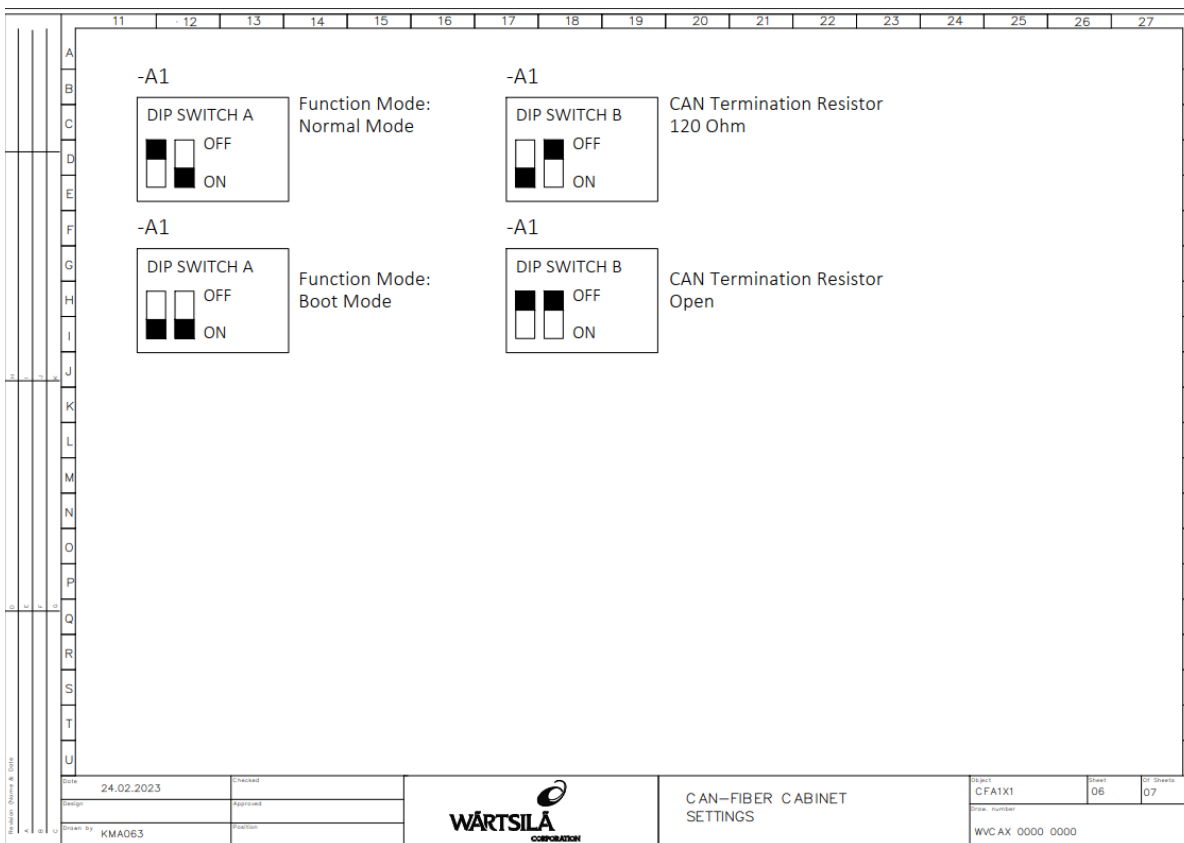 11 12 13 14 15 16 17 18 19 20 21 22 23 24 25 26 27
A
B
C
D
E
F
G
H
I
J
K
L
M
N
O
P
Q
R
S
T
U
-A1
DIP SWITCH A
OFF
ON
Function Mode:
Normal Mode
-A1
DIP SWITCH B
OFF
ON
CAN Termination Resistor
120 Ohm
-A1
DIP SWITCH A
OFF
ON
Function Mode:
Boot Mode
-A1
DIP SWITCH B
OFF
ON
CAN Termination Resistor
Open
H I J K
D E F G
Revision (Name & Date
A B C
Date
24.02.2023
Design
Drawn by
KMA063
Checked
Approved
Position
WÄRTSILÄ
CORPORATION
CAN-FIBER CABINET
SETTINGS
Object
CFA1X1
Sheet
06
Of Sheets
07
Draw. number
WVCAX 0000 0000